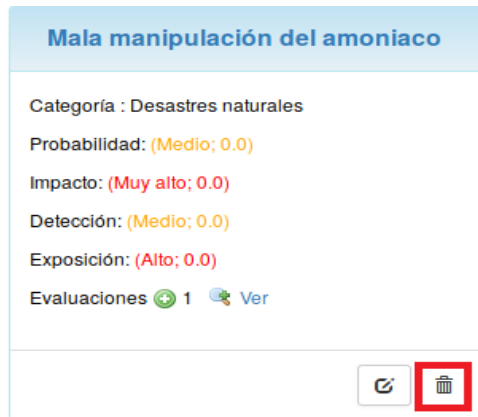 Mala manipulación del amoniaco
Categoría : Desastres naturales
Probabilidad: (Medio; 0.0)
Impacto: (Muy alto; 0.0)
Detección: (Medio; 0.0)
Exposición: (Alto; 0.0)
Evaluaciones 1 Ver